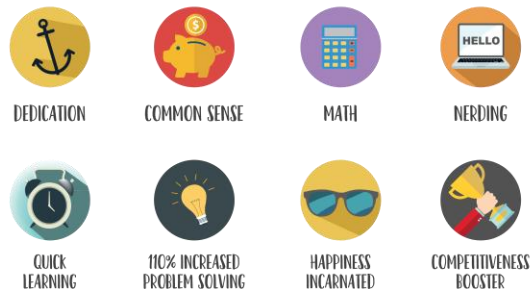 $
HELLO
DEDICATION
COMMON SENSE
MATH
NERDING
QUICK
LEARNING
110% INCREASED
PROBLEM SOLVING
HAPPINESS
INCARNATED
COMPETITIVENESS
BOOSTER